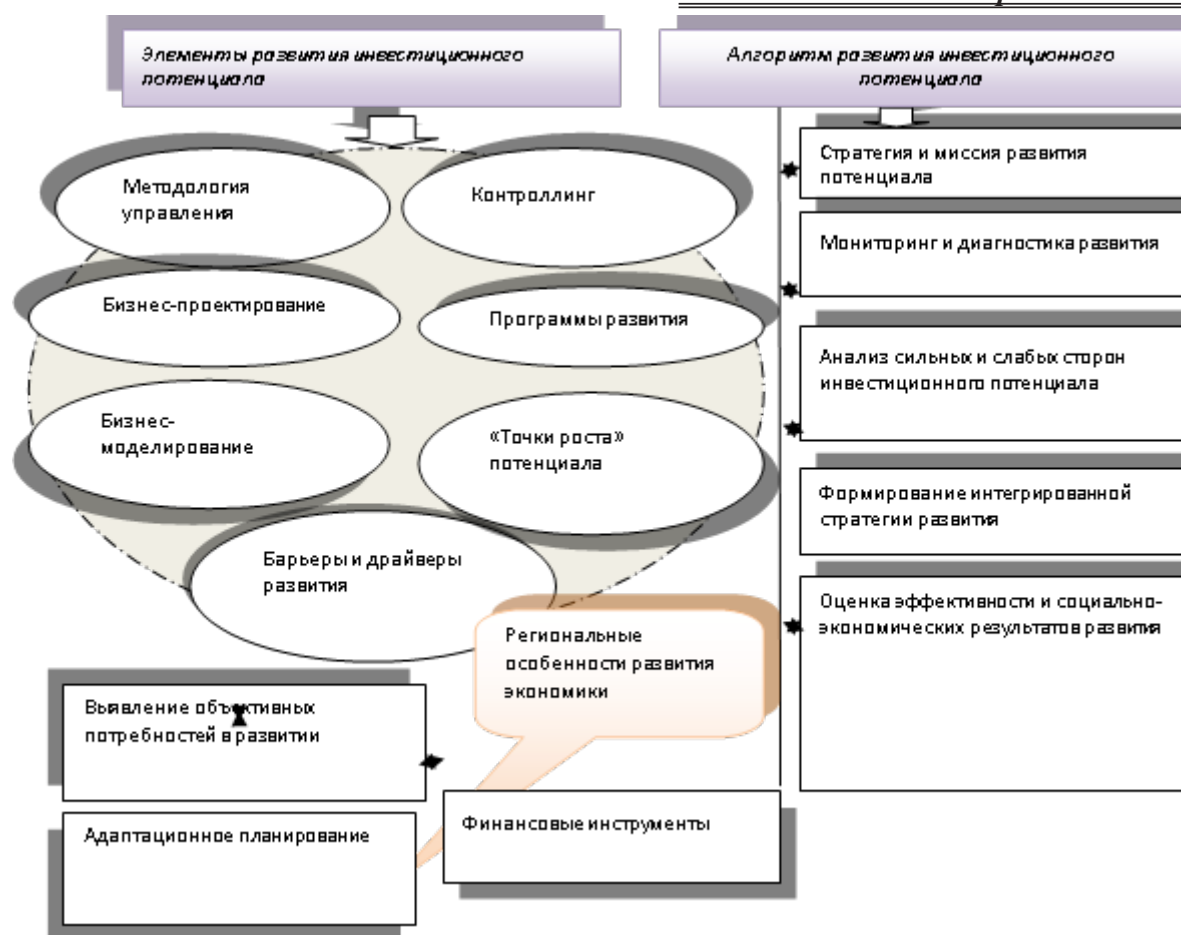 Элементы развития инвестиционного
потенциала
Алгоритм развития инвестиционного
потенциала
Методология
управления
Контроллинг
Бизнес-проектирование
Программы развития
Бизнес-
моделирование
«Точки роста»
потенциала
Барьеры и драйверы
развития
Региональные
особенности развития
экономики
Выявление объективных
потребностей в развитии
Адаптационное планирование
Финансовые инструменты
Стратегия и миссия развития
потенциала
Мониторинг и диагностика развития
Анализ сильных и слабых сторон
инвестиционного потенциала
Формирование интегрированной
стратегии развития
Оценка эффективности и социально-
экономических результатов развития